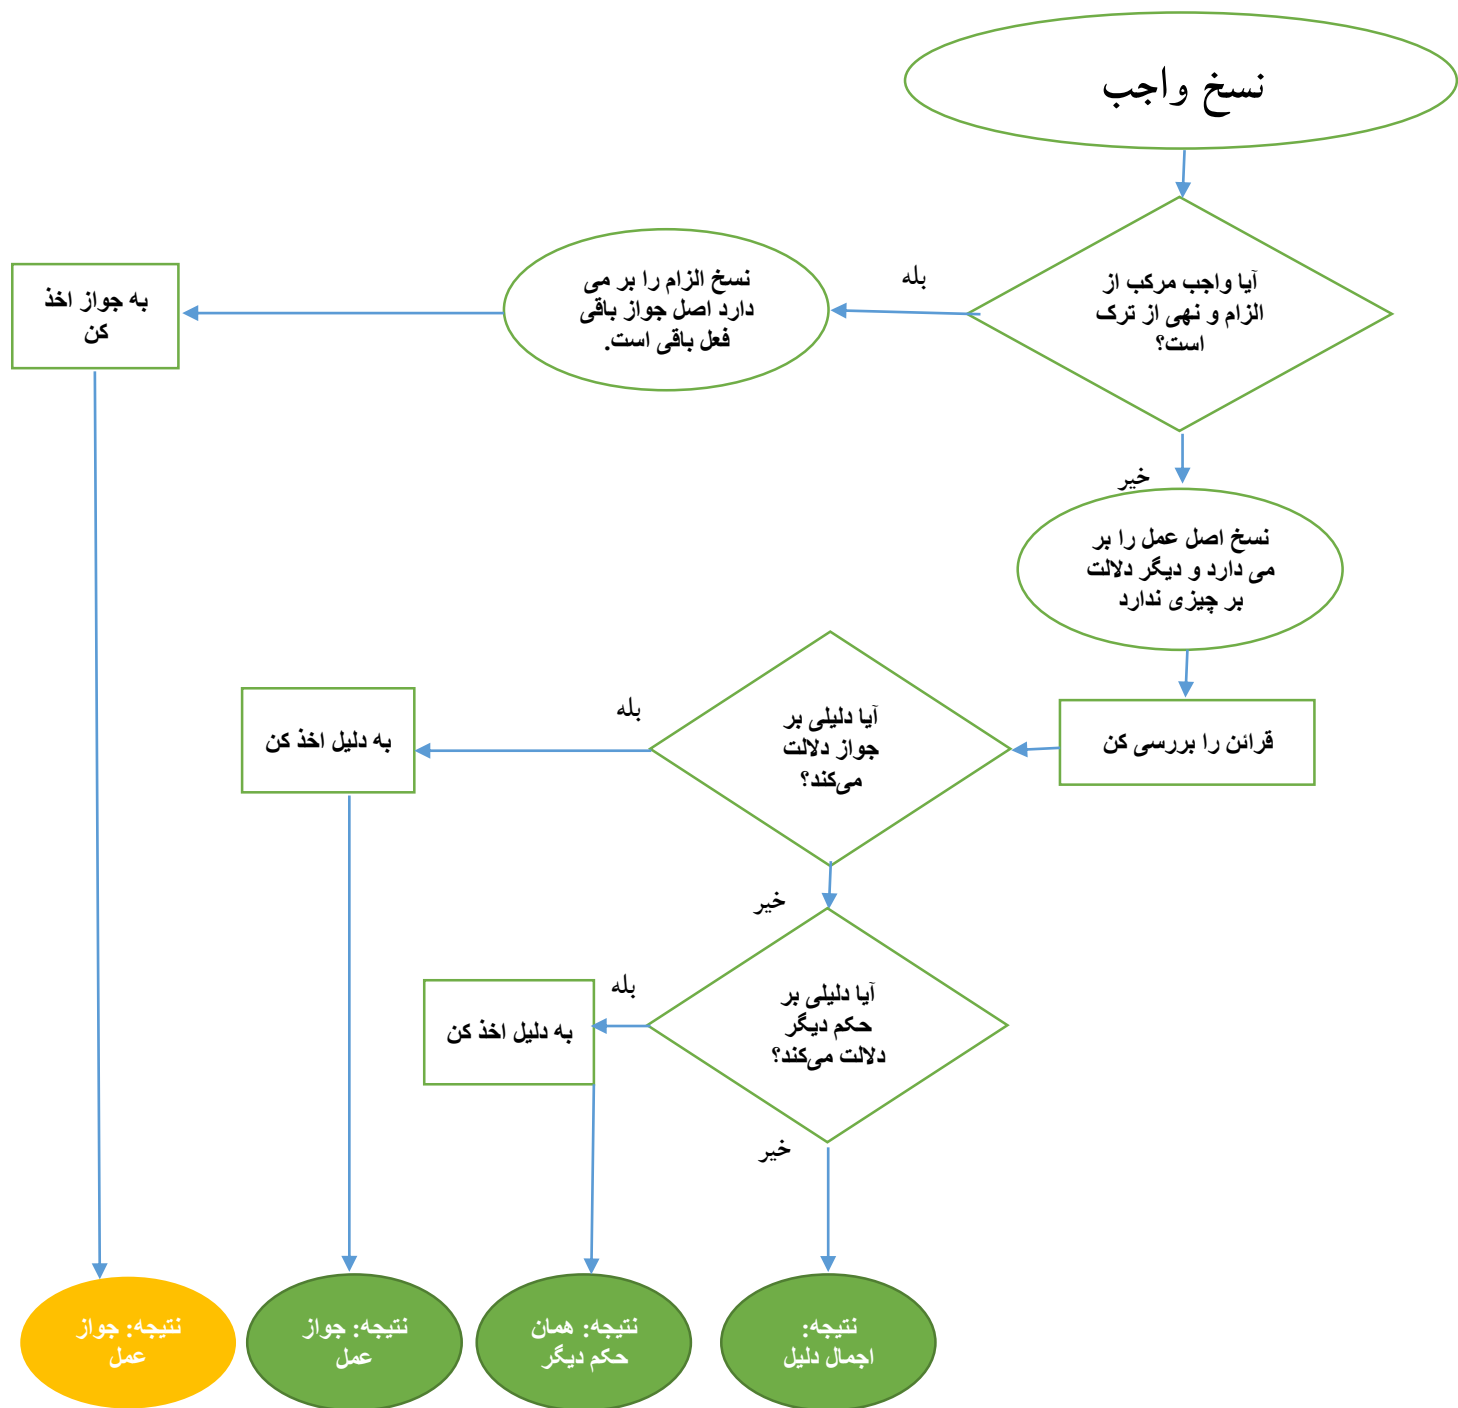 نسخ واجب
آیا واجب مرکب از
الزام و نهی از ترک
است؟
بله
نسخ الزام را بر می
دارد اصل جواز باقی
فعل باقی است.
به جواز اخذ
کن
خیر
نسخ اصل عمل را بر
می دارد و دیگر دلالت
بر چیزی ندارد
قرائن را بررسی کن
آیا دلیلی بر
جواز دلالت
می‌کند؟
بله
به دلیل اخذ کن
خیر
آیا دلیلی بر
حکم دیگر
دلالت می‌کند؟
بله
به دلیل اخذ کن
خیر
نتیجه:
اجمال دلیل
نتیجه: همان
حکم دیگر
نتیجه: جواز
عمل
نتیجه: جواز
عمل